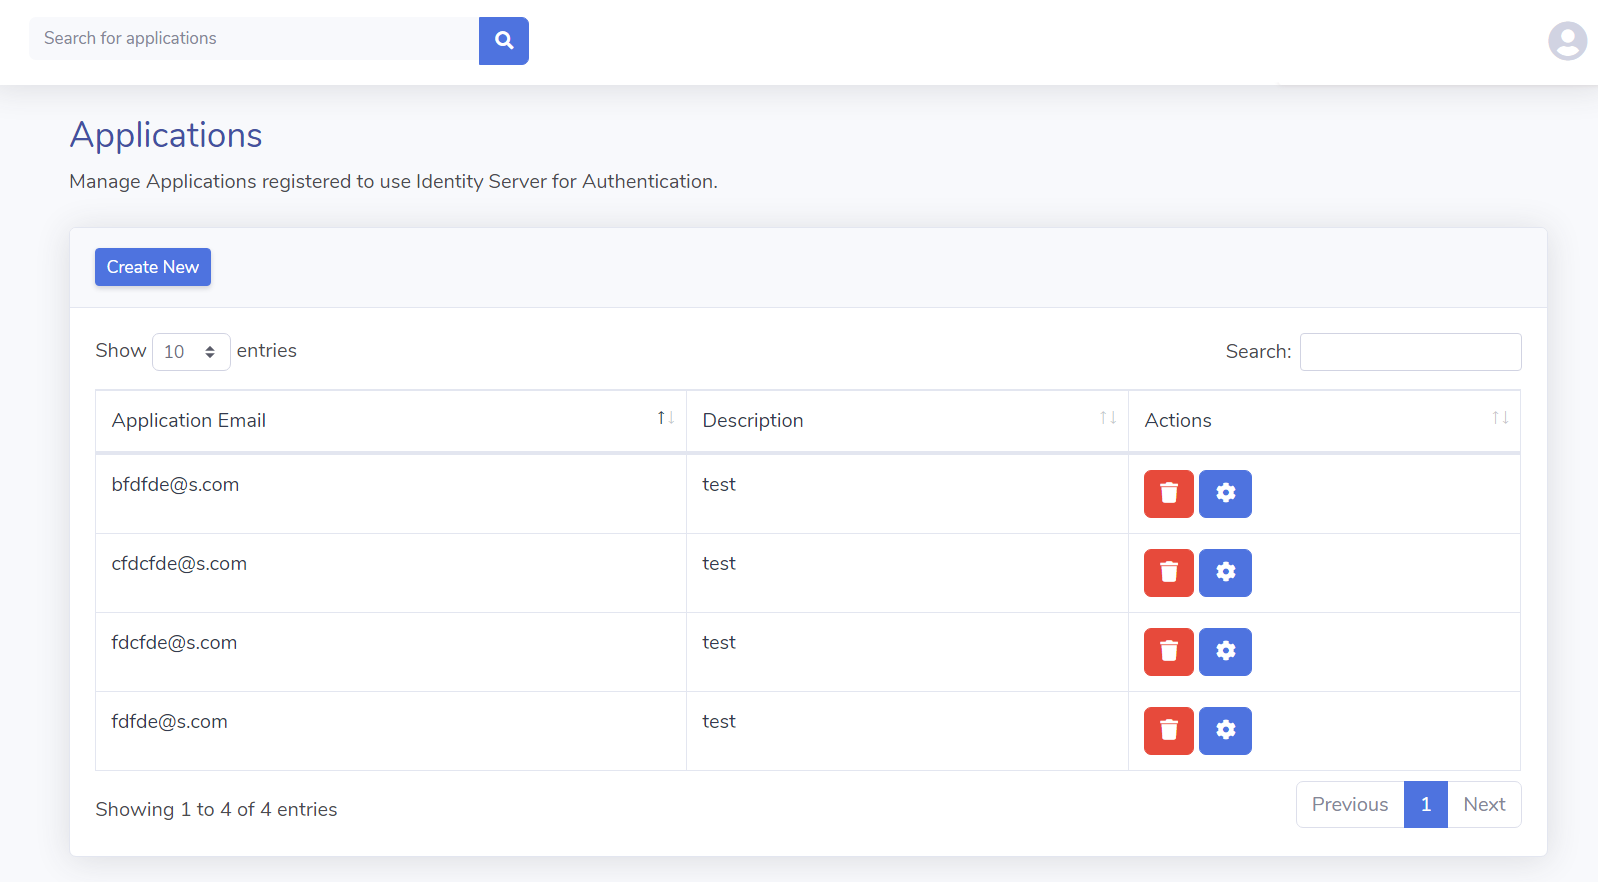 Search for applications
Applications
Manage Applications registered to use Identity Server for Authentication.
Create New
Show 10 entries Search:
Application Email Description Actions
bfdfde@s.com test
cfdcfde@s.com test
fdcfde@s.com test
fdfde@s.com test
Showing 1 to 4 of 4 entries Previous 1 Next